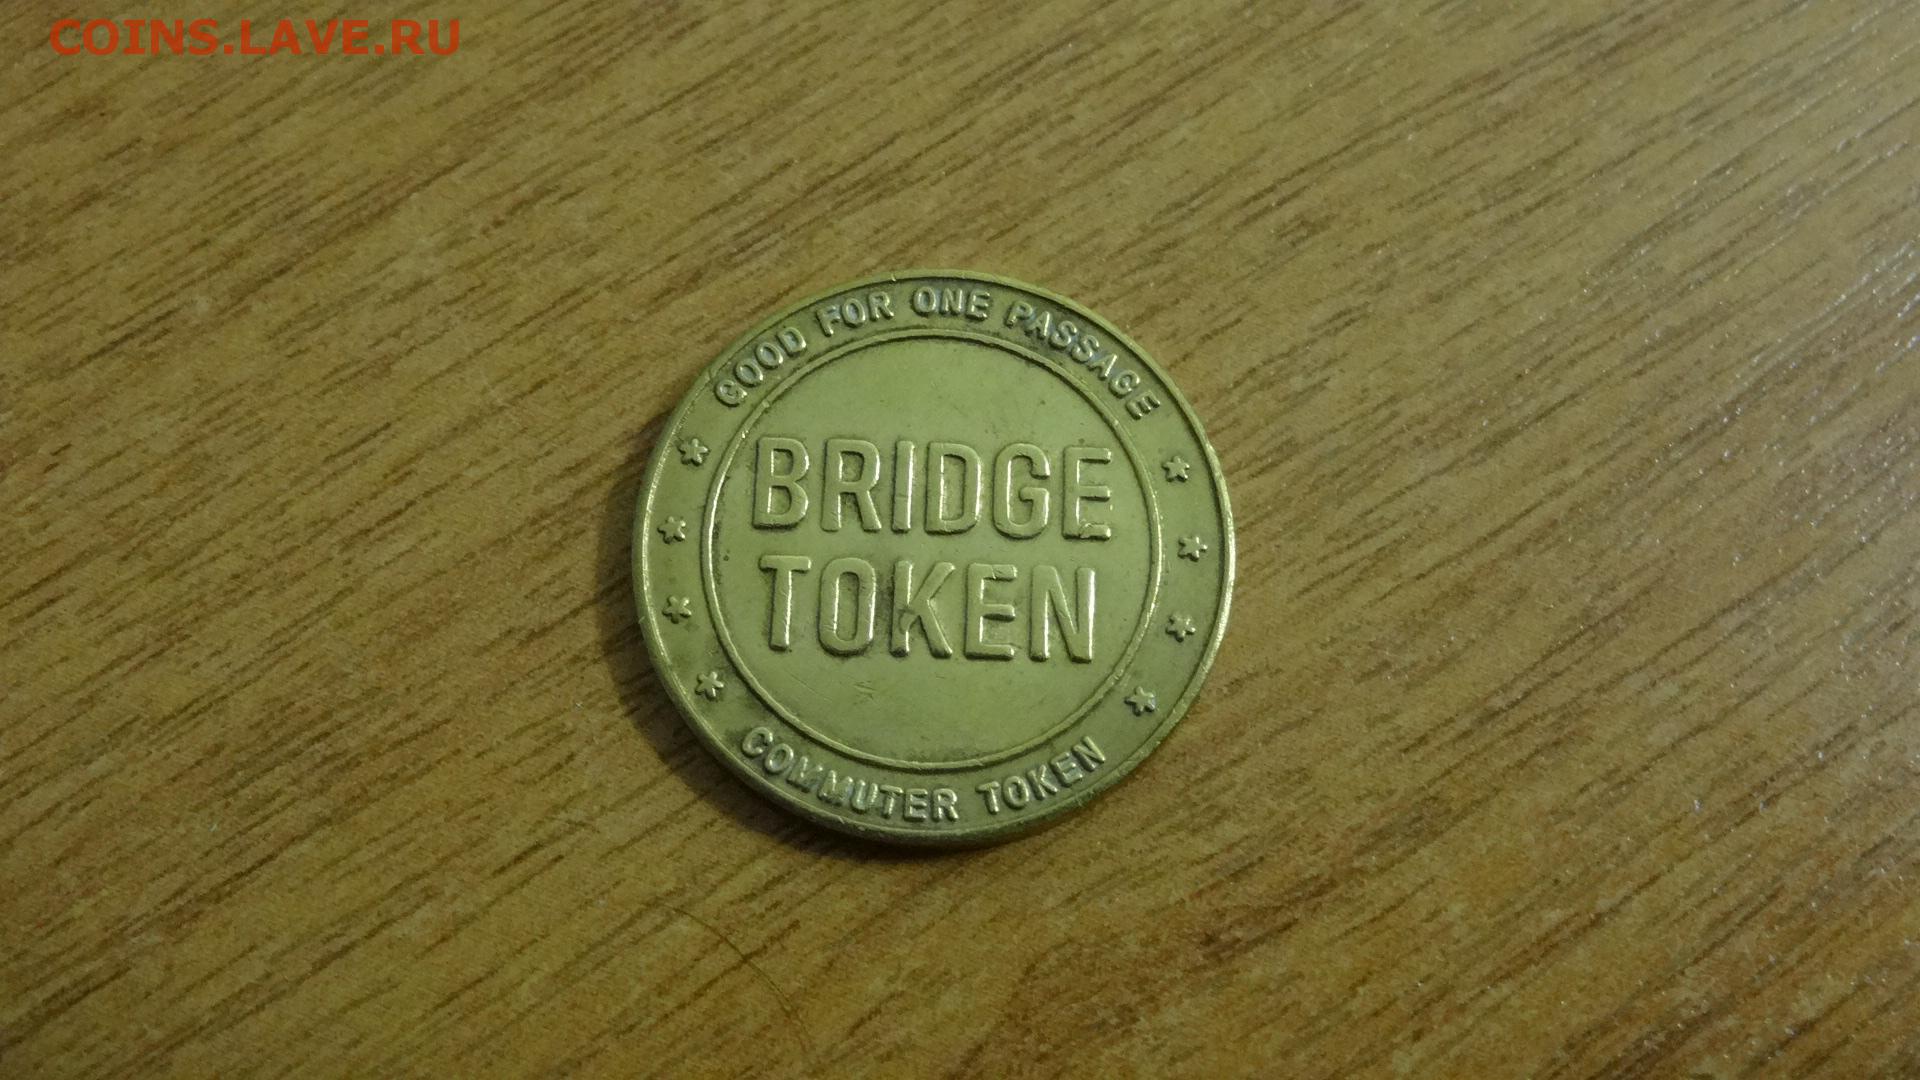 COINS.LAVE.RU
GOOD FOR ONE PASSAGE
BRIDGE
TOKEN
COMMUTER TOKEN